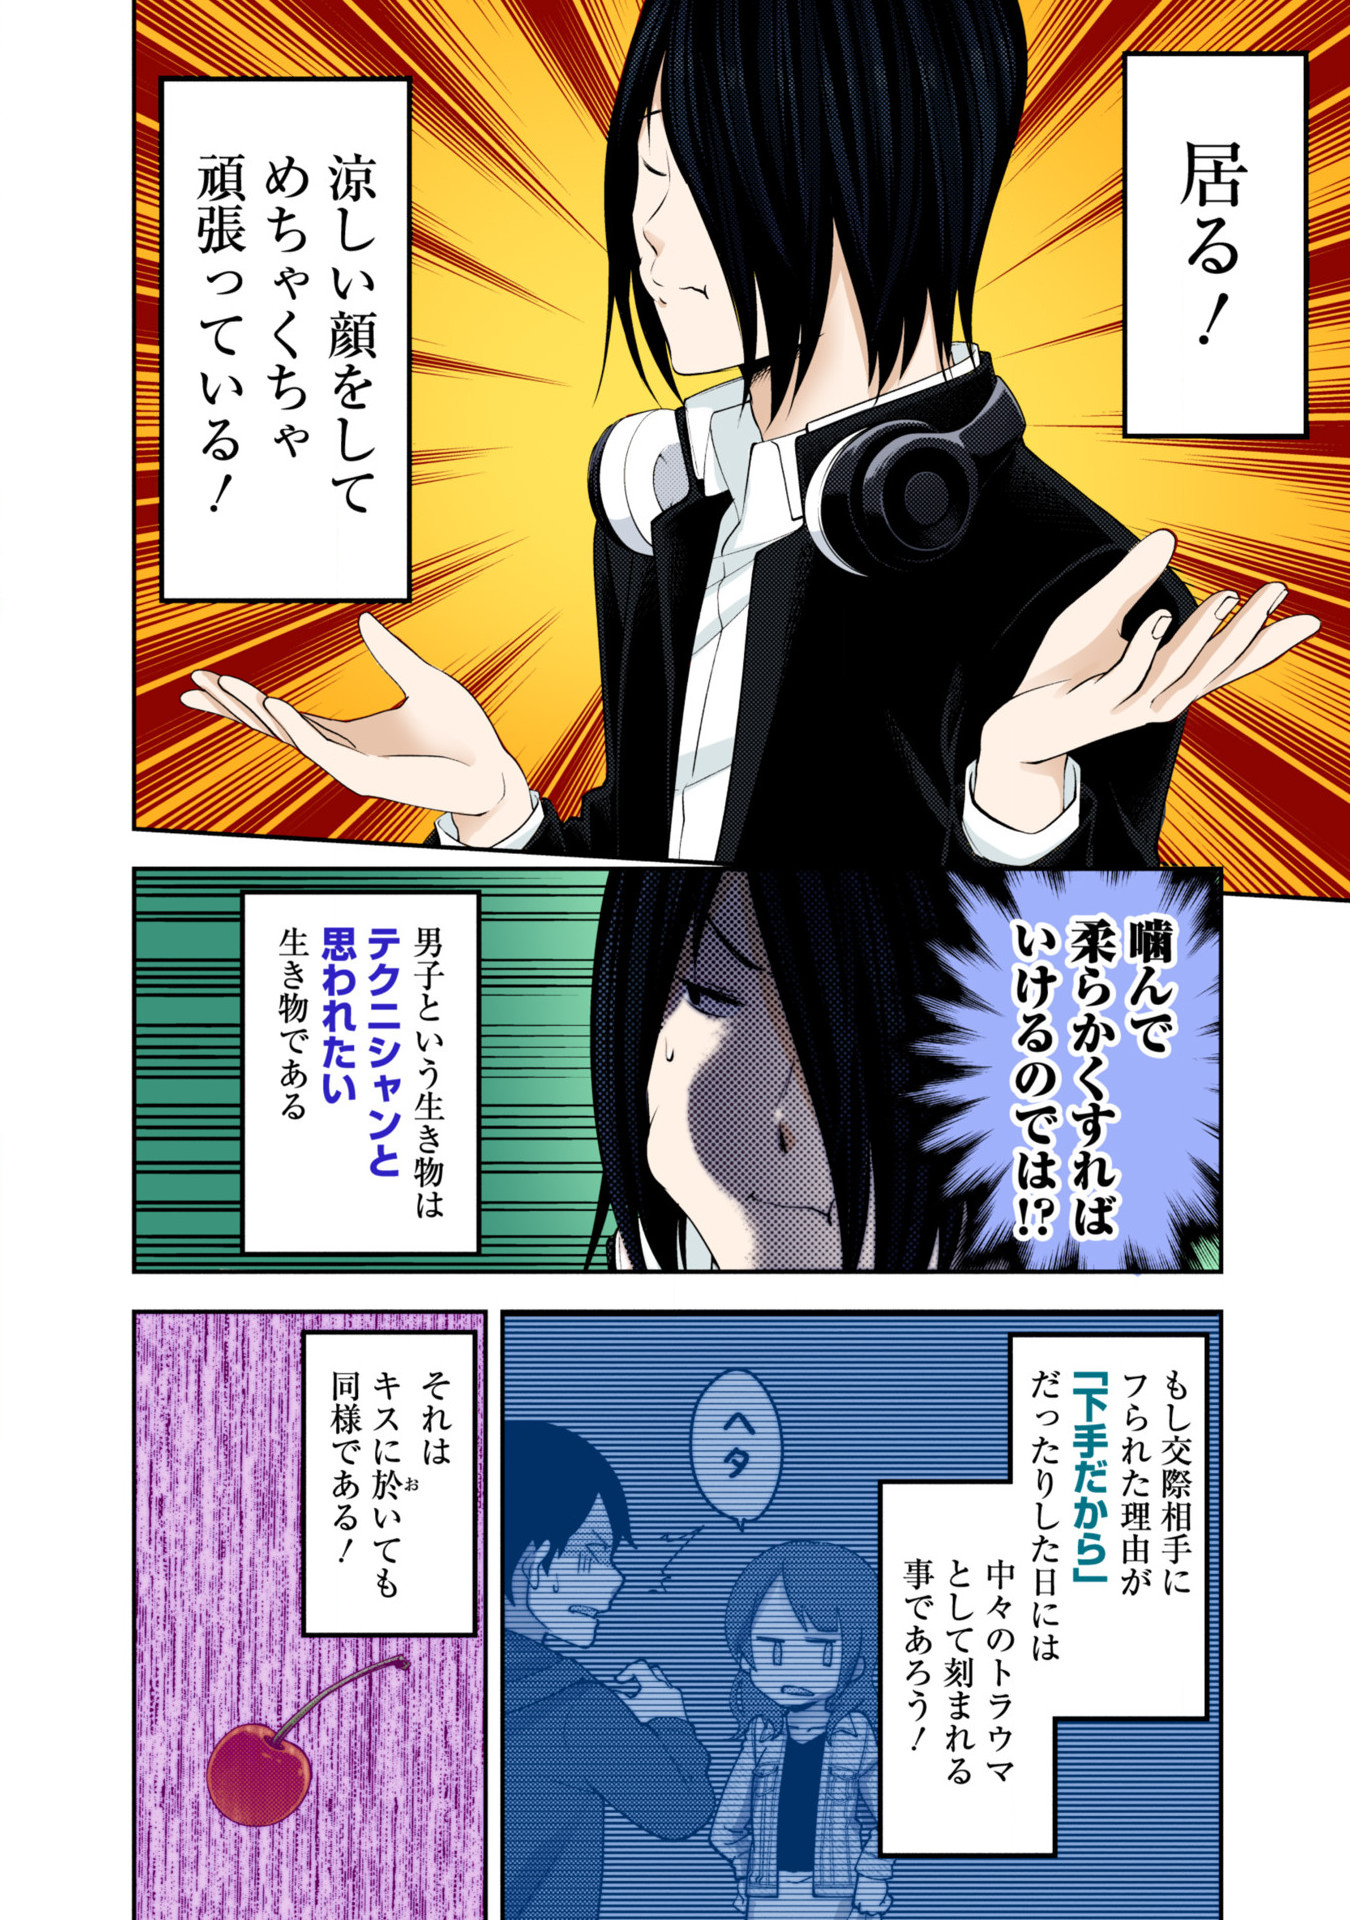 居る！
涼しい顔をして
めちゃくちゃ
頑張っている！
噛んで
柔らかくすれば
いけるのでは!?
男子という生き物は
テクニシャンと
思われたい
生き物である
もし交際相手に
フられた理由が
「下手だから」
だったりした日には
中々のトラウマ
として刻まれる
事であろう！
ヘタ
それは
キスに於いても
お
同様である！